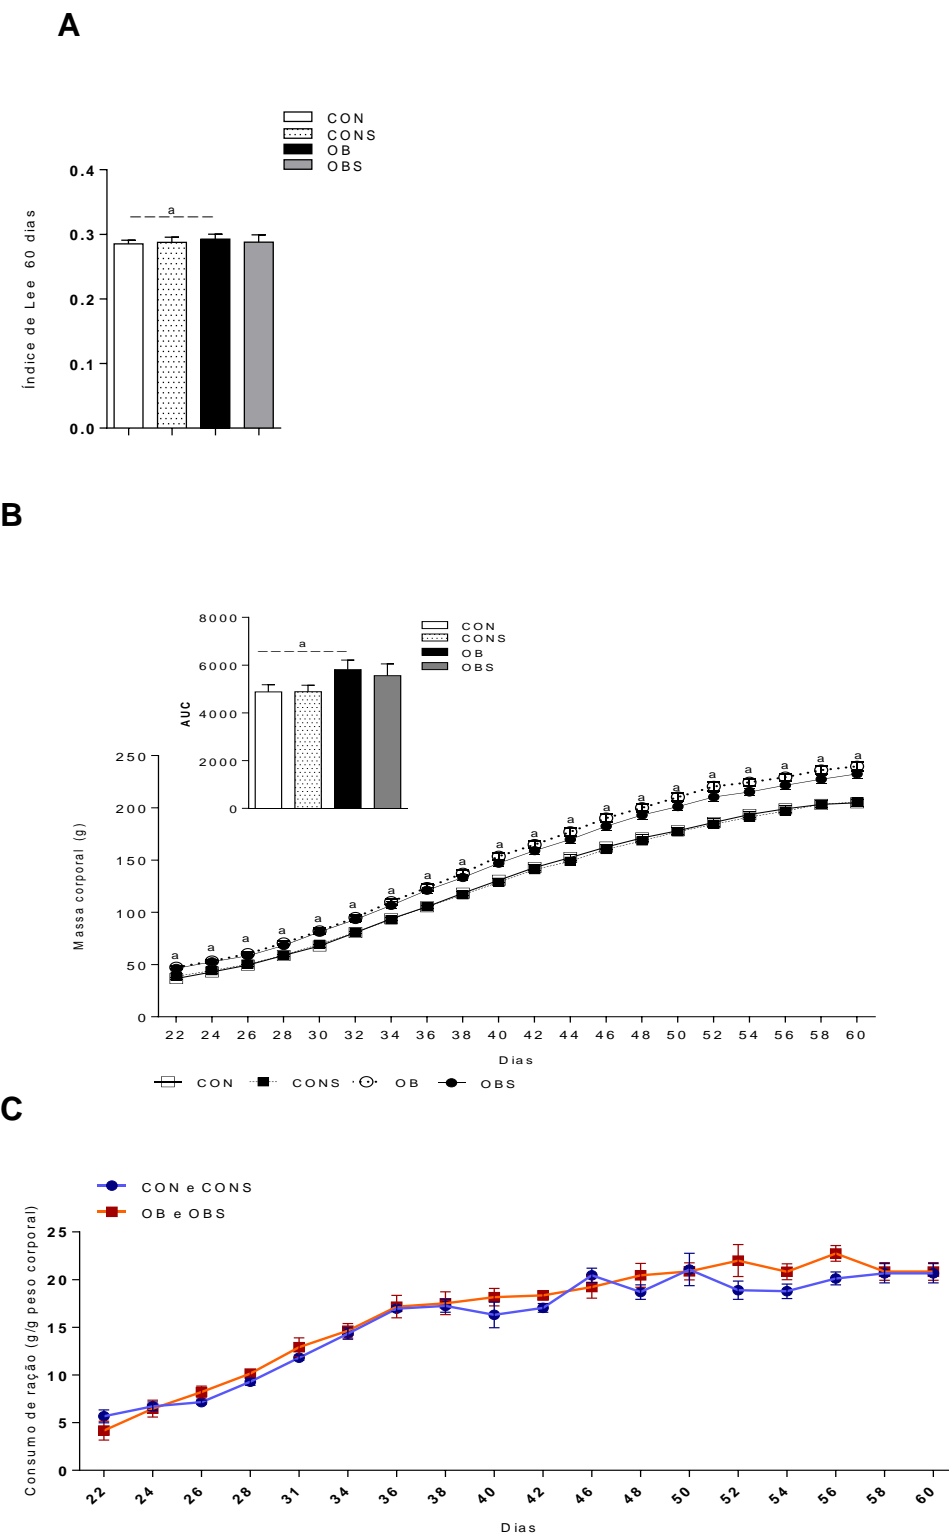 A
CON
CONS
OB
OBS
Índice de Lee 60 dias
0.4
0.3
0.2
0.1
0.0
a
B
AUC
8000
6000
4000
2000
0
a
CON
CONS
OB
OBS
Massa corporal (g)
250
200
150
100
50
0
a a a a a a a a a a a a a a a a a a a a
22 24 26 28 30 32 34 36 38 40 42 44 46 48 50 52 54 56 58 60
Dias
CON CONS OB OBS
C
CON e CONS
OB e OBS
Consumo de ração (g/g peso corporal)
25
20
15
10
5
0
22 24 26 28 31 34 36 38 40 42 46 48 50 52 54 56 58 60
Dias